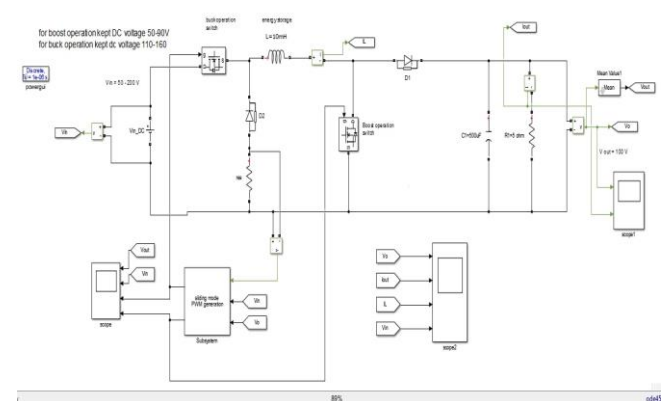 for boost operation kept DC voltage 50-90V
for buck operation kept dc voltage 110-160
buck operation
switch
energy storage
L=10mH
IL
Iout
Discrete,
powergui
Vin = 50 - 200 V
Vin
Vin_DC
D2
D1
Boost operation
switch
C1=500uF
R1=5 ohm
Mean Value1
Mean
Vout
Vo
V out = 100 V
scope1
Vout
Vin
scope
sliding mode
PWM generation
Subsystem
Vin
Vo
Vo
Iout
IL
Vin
scope2
ode45